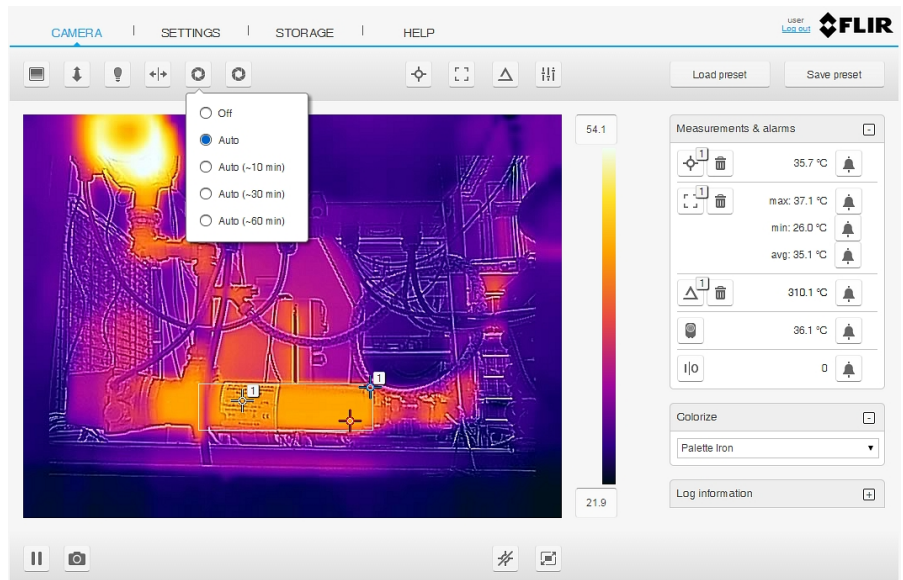 user
Log out
FLIR
CAMERA
SETTINGS
STORAGE
HELP
Load preset
Save preset
Off
Auto
Auto (~10 min)
Auto (~30 min)
Auto (~60 min)
54.1
21.9
1
1
Measurements & alarms
-
1
35.7 °C
1
max: 37.1 °C
min: 26.0 °C
avg: 35.1 °C
1
310.1 °C
36.1 °C
I|O
0
Colorize
-
Palette Iron
Log information
+